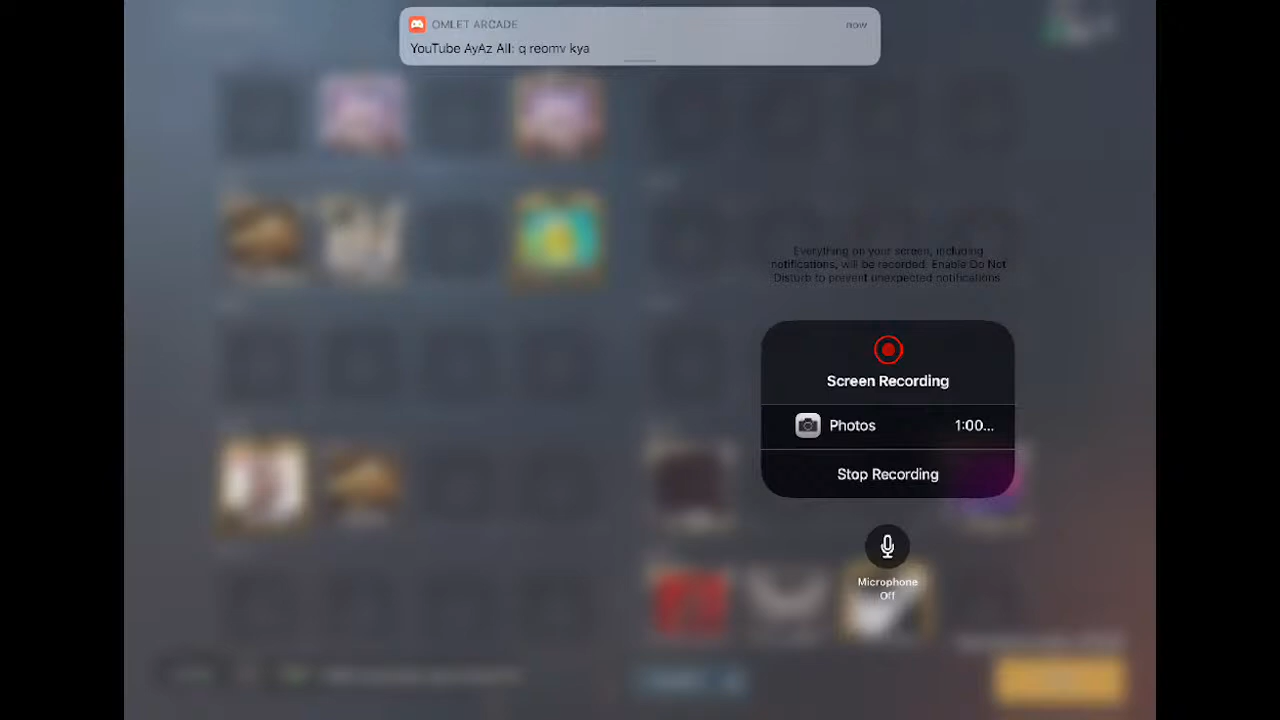 OMLET ARCADE
now
YouTube AyAz All: q reomv kya
Everything on your screen, including
notifications, will be recorded. Enable Do Not
Disturb to prevent unexpected notifications
Screen Recording
Photos
1:00...
Stop Recording
Microphone
Off